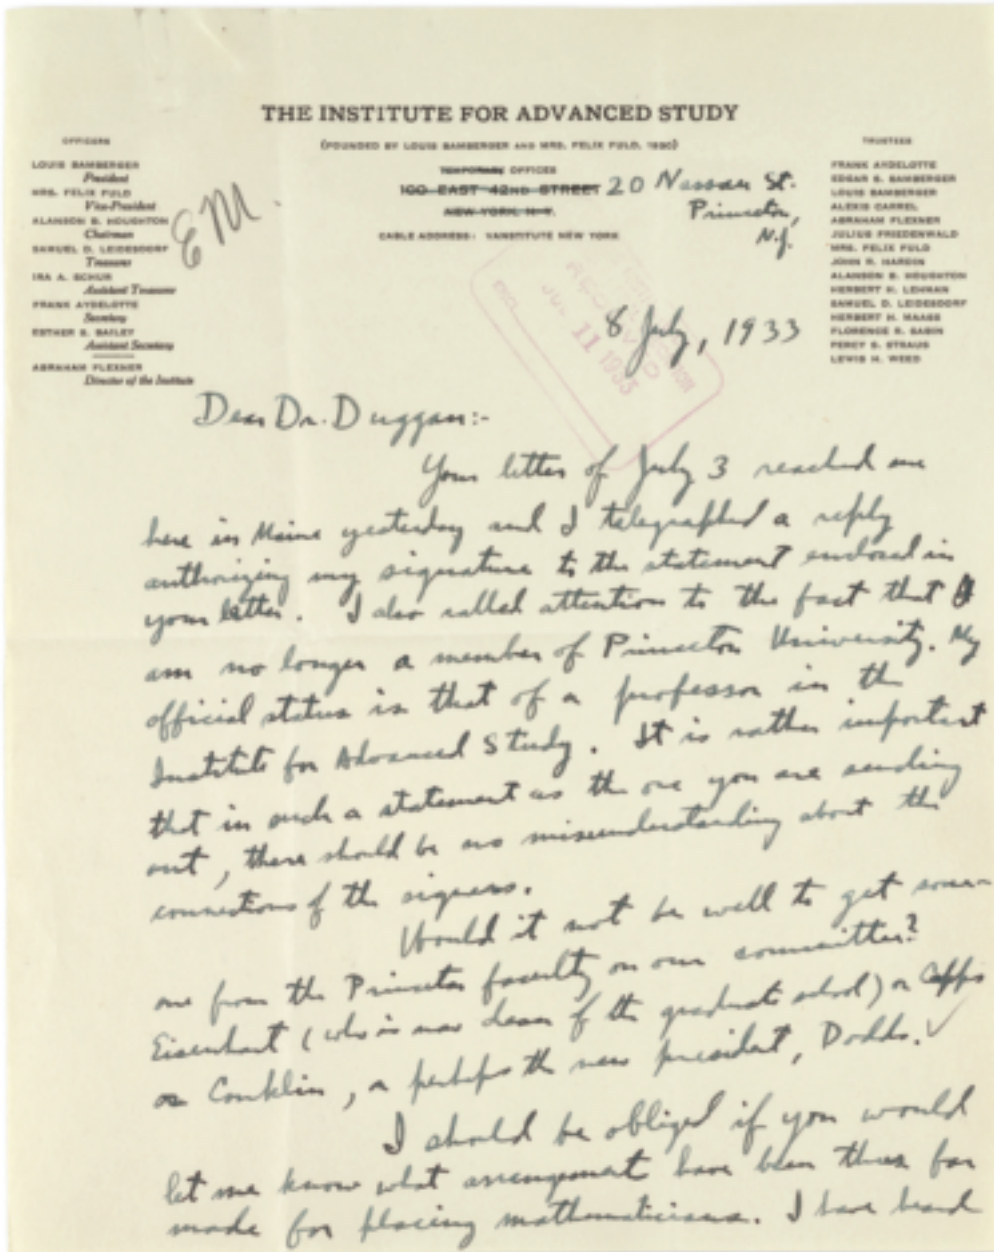 THE INSTITUTE FOR ADVANCED STUDY
(FOUNDED BY LOUIS BAMBERGER AND MRS. FELIX FULD, 1930)
TEMPORARY OFFICES
100 EAST 42ND STREET 20 Nassau St.
NEW YORK, N.Y. Princeton,
N.J.
CABLE ADDRESS: VANSTITUTE NEW YORK
OFFICERS
LOUIS BAMBERGER
President
MRS. FELIX FULD
Vice-President
ALANSON B. HOUGHTON
Chairman
SAMUEL D. LEIDESDORF
Treasurer
IRA A. SCHUR
Assistant Treasurer
FRANK AYDELOTTE
Secretary
ESTHER S. BAILEY
Assistant Secretary
ABRAHAM FLEXNER
Director of the Institute
EM.
TRUSTEES
FRANK AYDELOTTE
EDGAR S. BAMBERGER
LOUIS BAMBERGER
ALEXIS CARREL
ABRAHAM FLEXNER
JULIUS FRIEDENWALD
MRS. FELIX FULD
JOHN R. HARDIN
ALANSON B. HOUGHTON
HERBERT H. LEHMAN
SAMUEL D. LEIDESDORF
HERBERT H. MAASS
FLORENCE R. SABIN
PERCY S. STRAUS
LEWIS H. WEED
JUL 11 1933
8 July, 1933
Dear Dr. Duggan:-
Your letter of July 3 reached me
here in Maine yesterday and I telegraphed a reply
authorizing my signature to the statement enclosed in
your letter. I also called attention to the fact that I
am no longer a member of Princeton University. My
official status is that of a professor in the
Institute for Advanced Study. It is rather important
that in such a statement as the one you are sending
out, there should be no misunderstanding about the
connections of the signers.
Would it not be well to get some-
one from the Princeton faculty on our committee?
Eisenhart (who is now dean of the graduate school) or Capps
or Conklin, or perhaps the new president, Dodds.
I should be obliged if you would
let me know what arrangement have been thus far
made for placing mathematicians. I have heard